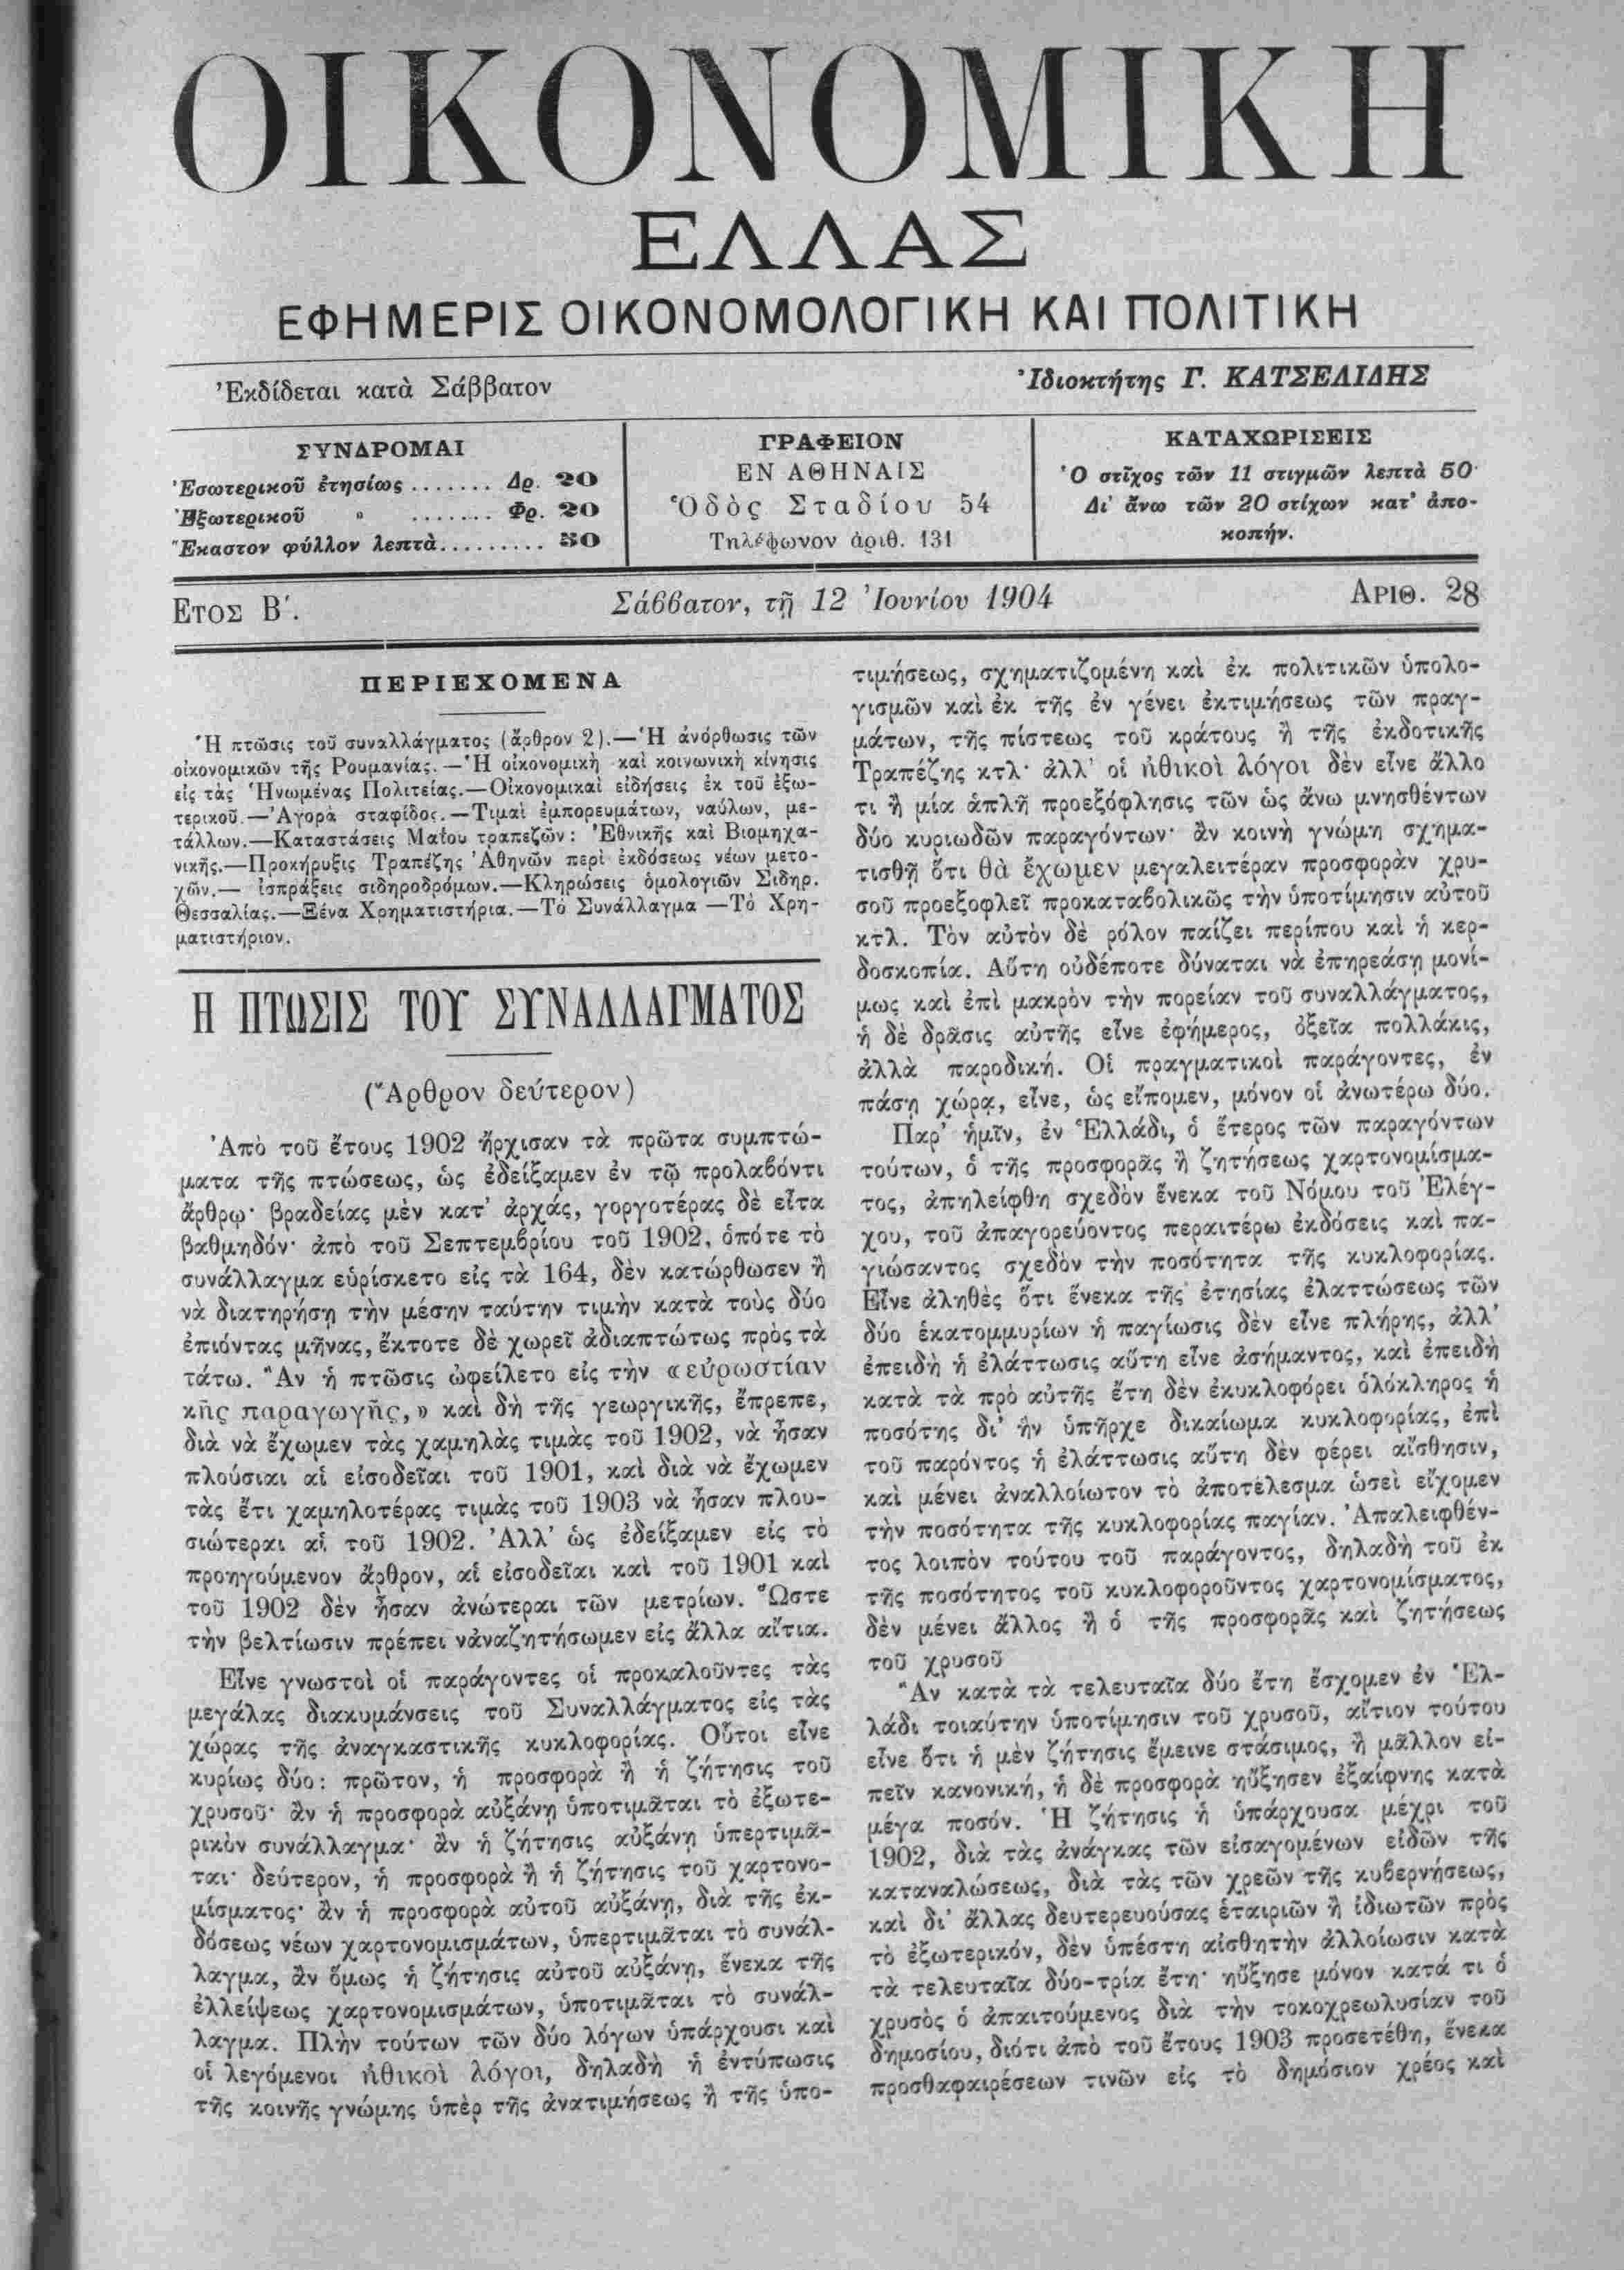 ΟΙΚΟΝΟΜΙΚΗ
ΕΛΛΑΣ
ΕΦΗΜΕΡΙΣ ΟΙΚΟΝΟΜΟΛΟΓΙΚΗ ΚΑΙ ΠΟΛΙΤΙΚΗ
Ἐκδίδεται κατὰ Σάββατον
Ἰδιοκτήτης Γ. ΚΑΤΣΕΛΙΔΗΣ
ΣΥΝΔΡΟΜΑΙ
Ἐσωτερικοῦ ἐτησίως ....... Δρ. 20
Ἐξωτερικοῦ » ....... Φρ. 20
Ἕκαστον φύλλον λεπτὰ.......... 50
ΓΡΑΦΕΙΟΝ
ΕΝ ΑΘΗΝΑΙΣ
Ὁδὸς Σταδίου 54
Τηλέφωνον ἀριθ. 131
ΚΑΤΑΧΩΡΙΣΕΙΣ
Ὁ στῖχος τῶν 11 στιγμῶν λεπτὰ 50
Δι' ἄνω τῶν 20 στίχων κατ' ἀπο-
κοπήν.
ΕΤΟΣ Β΄.
Σάββατον, τῇ 12 Ἰουνίου 1904
ΑΡΙΘ. 28
ΠΕΡΙΕΧΟΜΕΝΑ
Ἡ πτῶσις τοῦ συναλλάγματος (ἄρθρον 2).—Ἡ ἀνόρθωσις τῶν
οἰκονομικῶν τῆς Ρουμανίας.—Ἡ οἰκονομικὴ καὶ κοινωνικὴ κίνησις
εἰς τὰς Ἡνωμένας Πολιτείας.—Οἰκονομικαὶ εἰδήσεις ἐκ τοῦ ἐξω-
τερικοῦ.—Ἀγορὰ σταφίδος.—Τιμαὶ ἐμπορευμάτων, ναύλων, με-
τάλλων.—Καταστάσεις Μαΐου τραπεζῶν: Ἐθνικῆς καὶ Βιομηχα-
νικῆς.—Προκήρυξις Τραπέζης Ἀθηνῶν περὶ ἐκδόσεως νέων μετο-
χῶν.— ἰσπράξεις σιδηροδρόμων.—Κληρώσεις ὁμολογιῶν Σιδηρ.
Θεσσαλίας.—Ξένα Χρηματιστήρια.—Τὸ Συνάλλαγμα —Τὸ Χρη-
ματιστήριον.
Η ΠΤΩΣΙΣ ΤΟΥ ΣΥΝΑΛΛΑΓΜΑΤΟΣ
(Ἄρθρον δεύτερον)
Ἀπὸ τοῦ ἔτους 1902 ἤρχισαν τὰ πρῶτα συμπτώ-
ματα τῆς πτώσεως, ὡς ἐδείξαμεν ἐν τῷ προλαβόντι
ἄρθρῳ· βραδείας μὲν κατ' ἀρχάς, γοργοτέρας δὲ εἶτα
βαθμηδόν· ἀπὸ τοῦ Σεπτεμβρίου τοῦ 1902, ὁπότε τὸ
συνάλλαγμα εὑρίσκετο εἰς τὰ 164, δὲν κατώρθωσεν ἢ
νὰ διατηρήσῃ τὴν μέσην ταύτην τιμὴν κατὰ τοὺς δύο
ἐπιόντας μῆνας, ἔκτοτε δὲ χωρεῖ ἀδιαπτώτως πρὸς τὰ
τάτω. Ἂν ἡ πτῶσις ὠφείλετο εἰς τὴν «εὐρωστίαν
κῆς παραγωγῆς,» καὶ δὴ τῆς γεωργικῆς, ἔπρεπε,
διὰ νὰ ἔχωμεν τὰς χαμηλὰς τιμὰς τοῦ 1902, νὰ ἦσαν
πλούσιαι αἱ εἰσοδεῖαι τοῦ 1901, καὶ διὰ νὰ ἔχωμεν
τὰς ἔτι χαμηλοτέρας τιμὰς τοῦ 1903 νὰ ἦσαν πλου-
σιώτεραι αἱ τοῦ 1902. Ἀλλ' ὡς ἐδείξαμεν εἰς τὸ
προηγούμενον ἄρθρον, αἱ εἰσοδεῖαι καὶ τοῦ 1901 καὶ
τοῦ 1902 δὲν ἦσαν ἀνώτεραι τῶν μετρίων. Ὥστε
τὴν βελτίωσιν πρέπει νἀναζητήσωμεν εἰς ἄλλα αἴτια.
Εἶνε γνωστοὶ οἱ παράγοντες οἱ προκαλοῦντες τὰς
μεγάλας διακυμάνσεις τοῦ Συναλλάγματος εἰς τὰς
χώρας τῆς ἀναγκαστικῆς κυκλοφορίας. Οὗτοι εἶνε
κυρίως δύο: πρῶτον, ἡ προσφορὰ ἢ ἡ ζήτησις τοῦ
χρυσοῦ· ἂν ἡ προσφορὰ αὐξάνῃ ὑποτιμᾶται τὸ ἐξωτε-
ρικὸν συνάλλαγμα· ἂν ἡ ζήτησις αὐξάνῃ ὑπερτιμᾶ-
ται· δεύτερον, ἡ προσφορὰ ἢ ἡ ζήτησις τοῦ χαρτονο-
μίσματος· ἂν ἡ προσφορὰ αὐτοῦ αὐξάνῃ, διὰ τῆς ἐκ-
δόσεως νέων χαρτονομισμάτων, ὑπερτιμᾶται τὸ συνάλ-
λαγμα, ἂν ὅμως ἡ ζήτησις αὐτοῦ αὐξάνῃ, ἕνεκα τῆς
ἐλλείψεως χαρτονομισμάτων, ὑποτιμᾶται τὸ συνάλ-
λαγμα. Πλὴν τούτων τῶν δύο λόγων ὑπάρχουσι καὶ
οἱ λεγόμενοι ἠθικοὶ λόγοι, δηλαδὴ ἡ ἐντύπωσις
τῆς κοινῆς γνώμης ὑπὲρ τῆς ἀνατιμήσεως ἢ τῆς ὑπο-
τιμήσεως, σχηματιζομένη καὶ ἐκ πολιτικῶν ὑπολο-
γισμῶν καὶ ἐκ τῆς ἐν γένει ἐκτιμήσεως τῶν πραγ-
μάτων, τῆς πίστεως τοῦ κράτους ἢ τῆς ἐκδοτικῆς
Τραπέζης κτλ· ἀλλ' οἱ ἠθικοὶ λόγοι δὲν εἶνε ἄλλο
τι ἢ μία ἁπλῆ προεξόφλησις τῶν ὡς ἄνω μνησθέντων
δύο κυριωδῶν παραγόντων· ἂν κοινὴ γνώμη σχημα-
τισθῇ ὅτι θὰ ἔχωμεν μεγαλειτέραν προσφορὰν χρυ-
σοῦ προεξοφλεῖ προκαταβολικῶς τὴν ὑποτίμησιν αὐτοῦ
κτλ. Τὸν αὐτὸν δὲ ρόλον παίζει περίπου καὶ ἡ κερ-
δοσκοπία. Αὕτη οὐδέποτε δύναται νὰ ἐπηρεάσῃ μονί-
μως καὶ ἐπὶ μακρὸν τὴν πορείαν τοῦ συναλλάγματος,
ἡ δὲ δρᾶσις αὐτῆς εἶνε ἐφήμερος, ὀξεῖα πολλάκις,
ἀλλὰ παροδική. Οἱ πραγματικοὶ παράγοντες, ἐν
πάσῃ χώρᾳ, εἶνε, ὡς εἴπομεν, μόνον οἱ ἀνωτέρω δύο.
Παρ' ἡμῖν, ἐν Ἑλλάδι, ὁ ἕτερος τῶν παραγόντων
τούτων, ὁ τῆς προσφορᾶς ἢ ζητήσεως χαρτονομίσμα-
τος, ἀπηλείφθη σχεδὸν ἕνεκα τοῦ Νόμου τοῦ Ἐλέγ-
χου, τοῦ ἀπαγορεύοντος περαιτέρω ἐκδόσεις καὶ πα-
γιώσαντος σχεδὸν τὴν ποσότητα τῆς κυκλοφορίας.
Εἶνε ἀληθὲς ὅτι ἕνεκα τῆς ἐτησίας ἐλαττώσεως τῶν
δύο ἑκατομμυρίων ἡ παγίωσις δὲν εἶνε πλήρης, ἀλλ'
ἐπειδὴ ἡ ἐλάττωσις αὕτη εἶνε ἀσήμαντος, καὶ ἐπειδὴ
κατὰ τὰ πρὸ αὐτῆς ἔτη δὲν ἐκυκλοφόρει ὁλόκληρος ἡ
ποσότης δι' ἣν ὑπῆρχε δικαίωμα κυκλοφορίας, ἐπὶ
τοῦ παρόντος ἡ ἐλάττωσις αὕτη δὲν φέρει αἴσθησιν,
καὶ μένει ἀναλλοίωτον τὸ ἀποτέλεσμα ὡσεὶ εἴχομεν
τὴν ποσότητα τῆς κυκλοφορίας παγίαν. Ἀπαλειφθέν-
τος λοιπὸν τούτου τοῦ παράγοντος, δηλαδὴ τοῦ ἐκ
τῆς ποσότητος τοῦ κυκλοφοροῦντος χαρτονομίσματος,
δὲν μένει ἄλλος ἢ ὁ τῆς προσφορᾶς καὶ ζητήσεως
τοῦ χρυσοῦ
Ἂν κατὰ τὰ τελευταῖα δύο ἔτη ἔσχομεν ἐν Ἑλ-
λάδι τοιαύτην ὑποτίμησιν τοῦ χρυσοῦ, αἴτιον τούτου
εἶνε ὅτι ἡ μὲν ζήτησις ἔμεινε στάσιμος, ἢ μᾶλλον εἰ-
πεῖν κανονική, ἡ δὲ προσφορὰ ηὔξησεν ἐξαίφνης κατὰ
μέγα ποσόν. Ἡ ζήτησις ἡ ὑπάρχουσα μέχρι τοῦ
1902, διὰ τὰς ἀνάγκας τῶν εἰσαγομένων εἰδῶν τῆς
καταναλώσεως, διὰ τὰς τῶν χρεῶν τῆς κυβερνήσεως,
καὶ δι' ἄλλας δευτερευούσας ἑταιριῶν ἢ ἰδιωτῶν πρὸς
τὸ ἐξωτερικόν, δὲν ὑπέστη αἰσθητὴν ἀλλοίωσιν κατὰ
τὰ τελευταῖα δύο-τρία ἔτη· ηὔξησε μόνον κατά τι ὁ
χρυσὸς ὁ ἀπαιτούμενος διὰ τὴν τοκοχρεωλυσίαν τοῦ
δημοσίου, διότι ἀπὸ τοῦ ἔτους 1903 προσετέθη, ἕνεκα
προσθαφαιρέσεων τινῶν εἰς τὸ δημόσιον χρέος καὶ